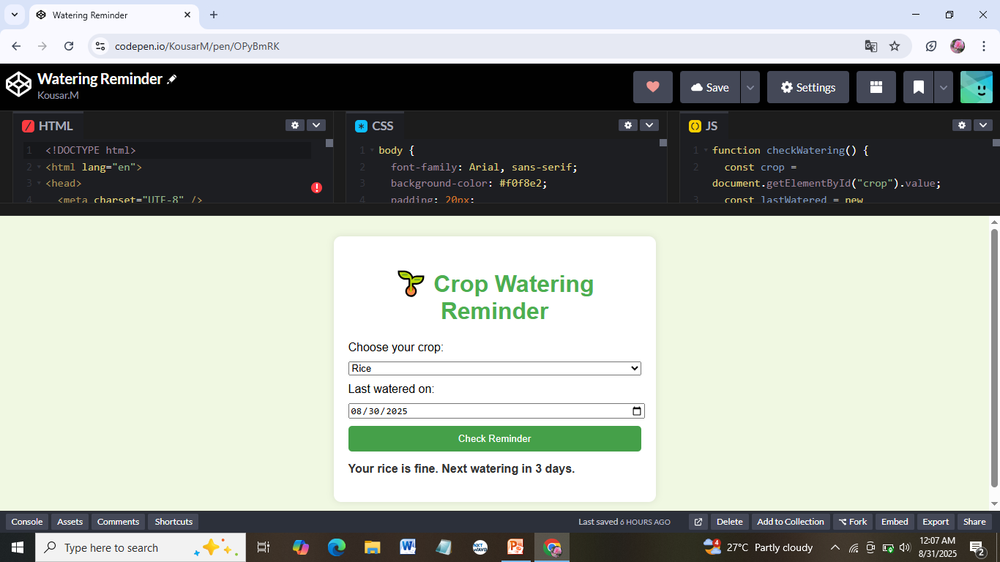 Watering Reminder
codepen.io/KousarM/pen/OPyBmRK
Watering Reminder
Kousar.M
Save
Settings
HTML
CSS
JS
1 <!DOCTYPE html>
2 <html lang="en">
3 <head>
4 <meta charset="UTF-8" />
1 body {
2 font-family: Arial, sans-serif;
3 background-color: #f0f8e2;
4 padding: 20px;
1 function checkWatering() {
2 const crop =
document.getElementById("crop").value;
3 const lastWatered = new
Crop Watering
Reminder
Choose your crop:
Rice
Last watered on:
08/30/2025
Check Reminder
Your rice is fine. Next watering in 3 days.
Console Assets Comments Shortcuts Last saved 6 HOURS AGO Delete Add to Collection Fork Embed Export Share
Type here to search
NXT
WAVE
4
27°C Partly cloudy
12:07 AM
8/31/2025
2